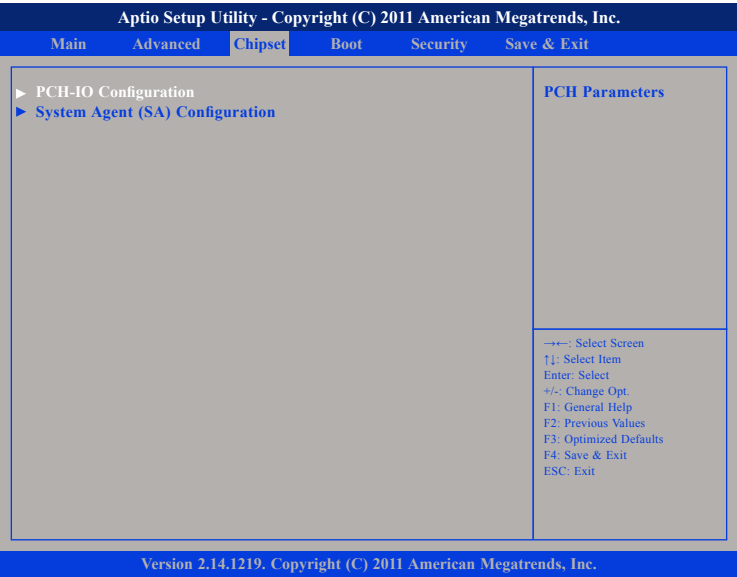 Aptio Setup Utility - Copyright (C) 2011 American Megatrends, Inc.
Main Advanced Chipset Boot Security Save & Exit
► PCH-IO Configuration
► System Agent (SA) Configuration
PCH Parameters
→←: Select Screen
↑↓: Select Item
Enter: Select
+/-: Change Opt.
F1: General Help
F2: Previous Values
F3: Optimized Defaults
F4: Save & Exit
ESC: Exit
Version 2.14.1219. Copyright (C) 2011 American Megatrends, Inc.